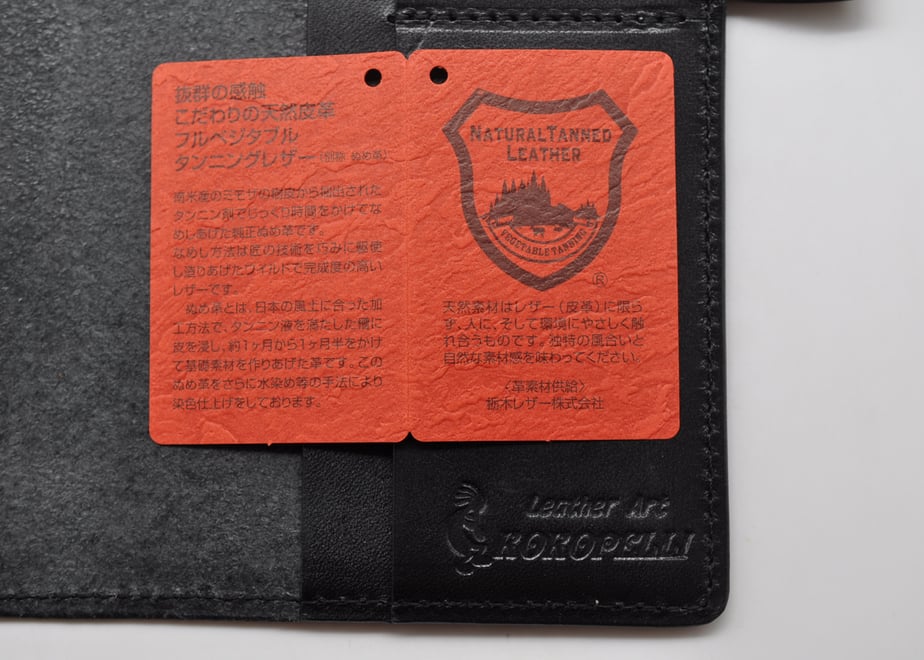 抜群の感触
こだわりの天然皮革
フルベジタブル
タンニングレザー(別称 ぬめ革)
南米産のミモザの樹皮から抽出された
タンニン剤でじっくり時間をかけてな
めしあげた純正ぬめ革です。
なめし方法は匠の技術を巧みに駆使
し造りあげたワイルドで完成度の高い
レザーです。
ぬめ革とは、日本の風土に合った加
工方法で、タンニン液を満たした槽に
皮を浸し、約1ヶ月から1ヶ月半をかけ
て基礎素材を作りあげた革です。この
ぬめ革をさらに水染め等の手法により
染色仕上げをしております。
NATURAL TANNED
LEATHER
VEGETABLE TANNING
®
天然素材はレザー(皮革)に限ら
ず、人に、そして環境にやさしく触
れ合うものです。独特の風合いと
自然な素材感を味わってください。
〈革素材供給〉
栃木レザー株式会社
Leather Art
KOKOPELLI